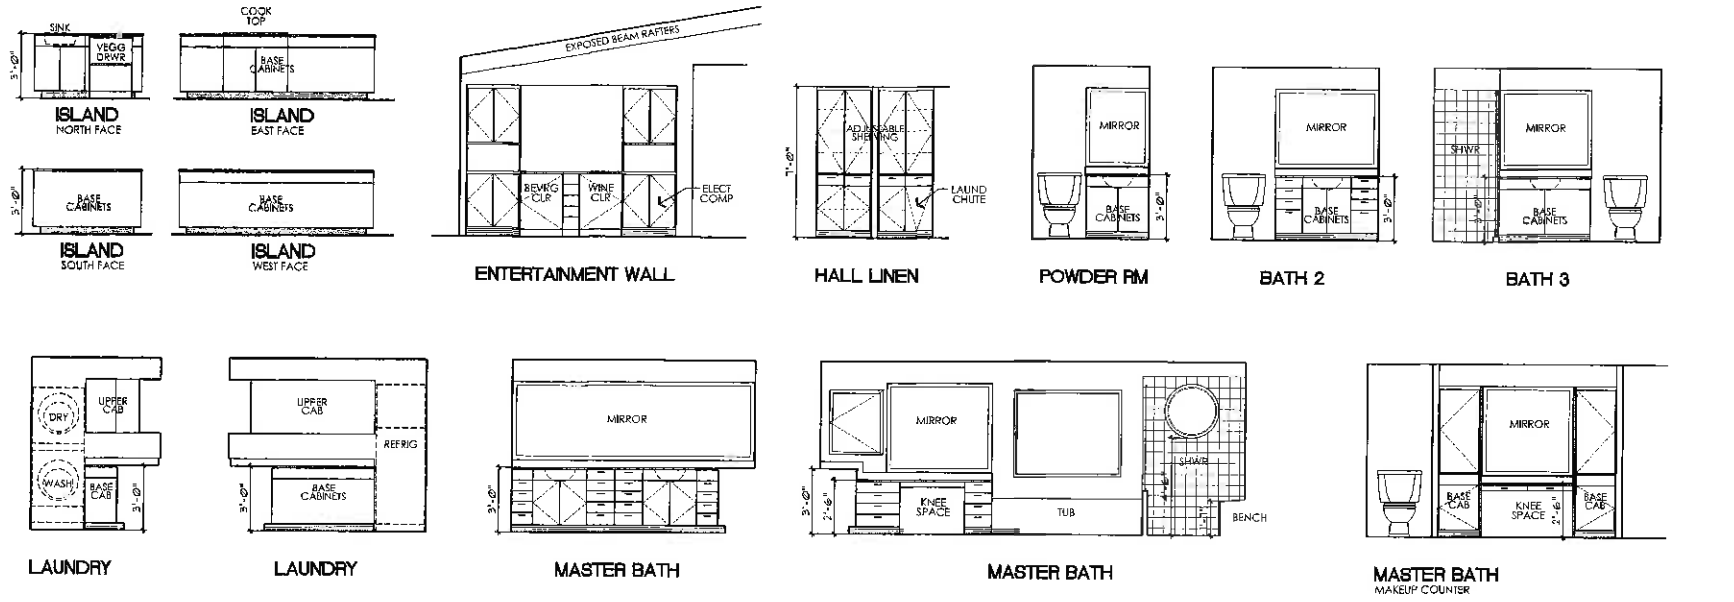 SINK
VEGG
DRWR
3'-0"
ISLAND
NORTH FACE
COOK
TOP
BASE
CABINETS
ISLAND
EAST FACE
3'-0"
BASE
CABINETS
ISLAND
SOUTH FACE
BASE
CABINETS
ISLAND
WEST FACE
EXPOSED BEAM RAFTERS
BEVRG
CLR
WINE
CLR
ELECT
COMP
ENTERTAINMENT WALL
7'-0"
ADJUSTABLE
SHELVING
LAUND
CHUTE
HALL LINEN
MIRROR
BASE
CABINETS
3'-0"
POWDER RM
MIRROR
BASE
CABINETS
3'-0"
BATH 2
SHWR
MIRROR
3'-0"
BASE
CABINETS
BATH 3
DRY
UPPER
CAB
WASH
BASE
CAB
3'-0"
LAUNDRY
UPPER
CAB
REFRIG
3'-0"
BASE
CABINETS
LAUNDRY
MIRROR
3'-0"
MASTER BATH
MIRROR
SHWR
3'-0"
2'-6"
KNEE
SPACE
TUB
BENCH
MASTER BATH
MIRROR
BASE
CAB
KNEE
SPACE
2'-6"
BASE
CAB
MASTER BATH
MAKEUP COUNTER